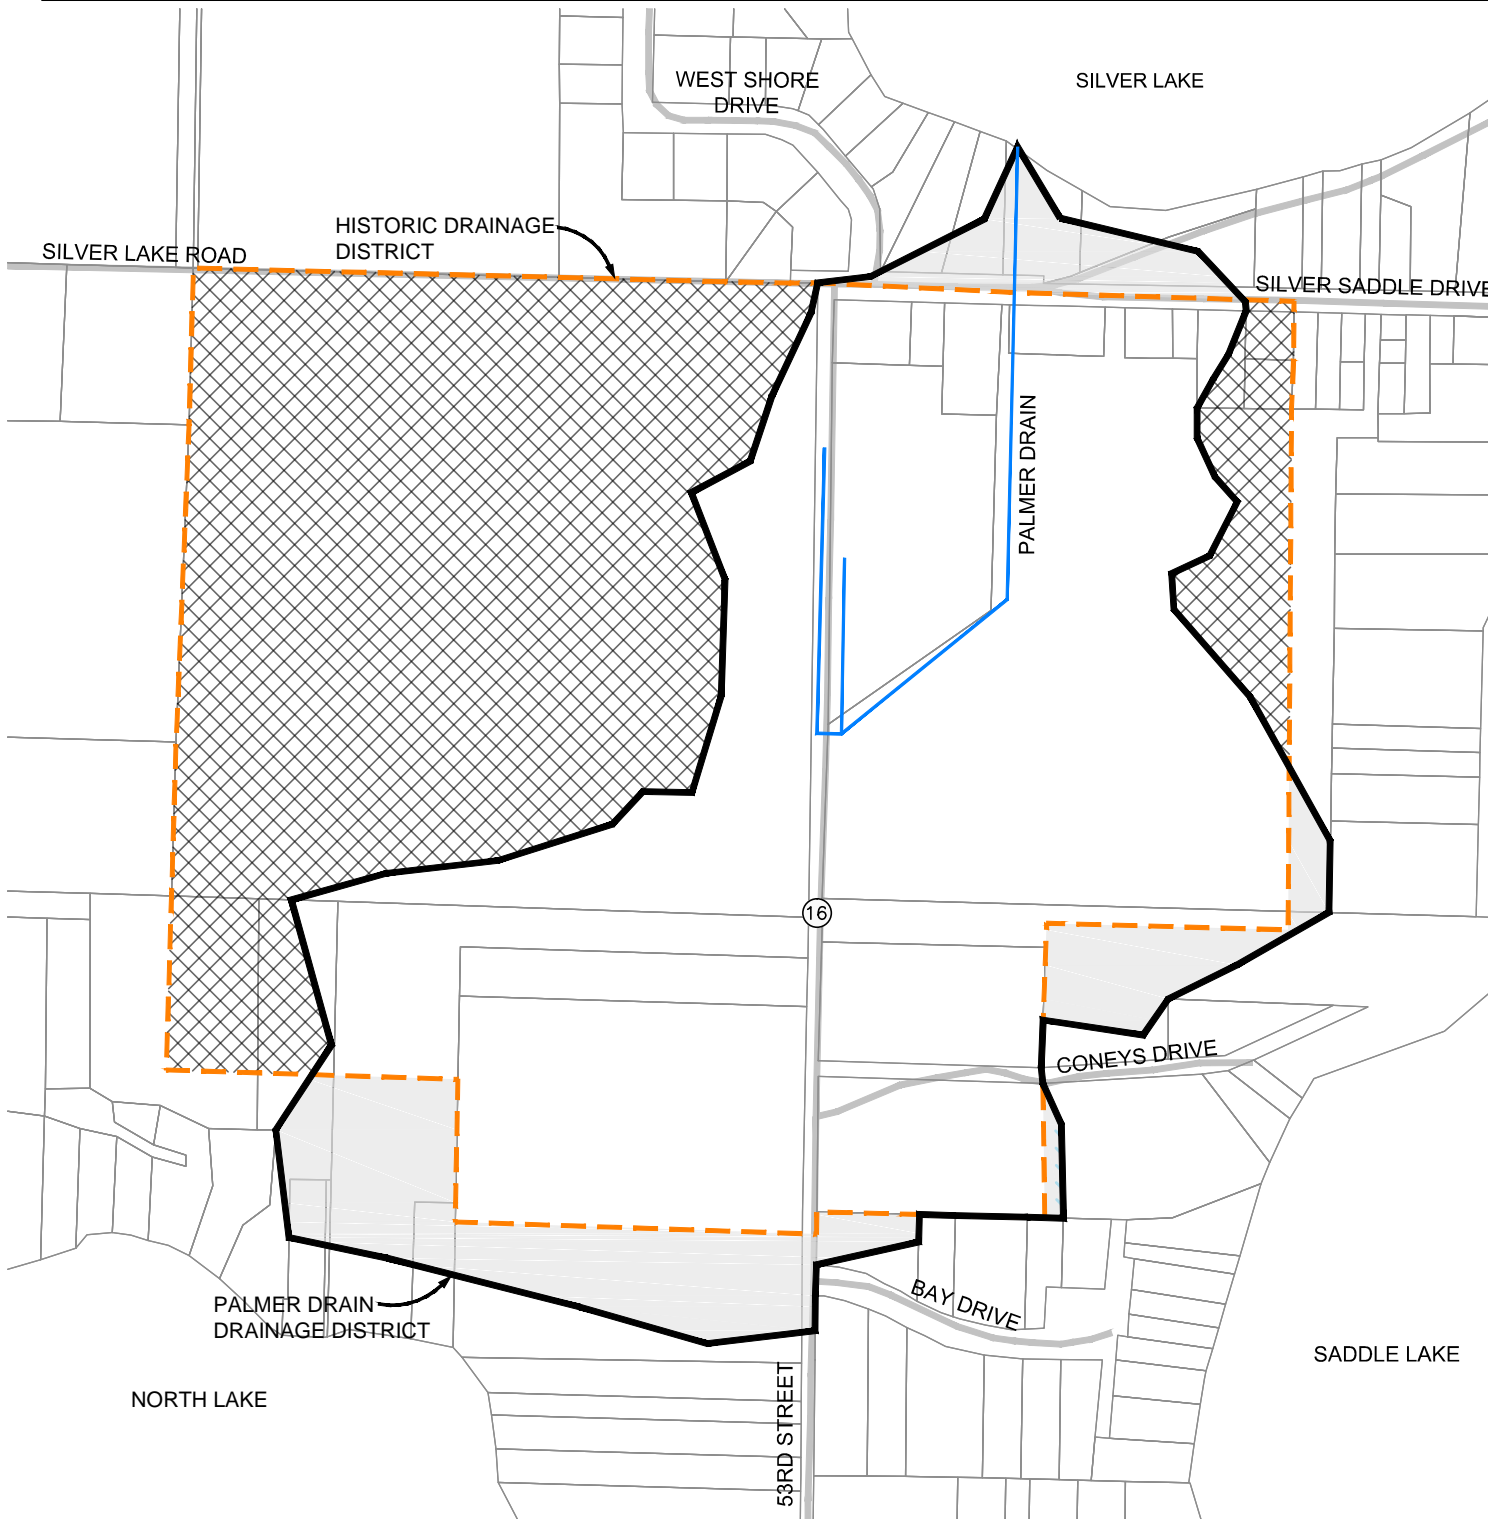 WEST SHORE
DRIVE
SILVER LAKE
HISTORIC DRAINAGE
DISTRICT
SILVER LAKE ROAD
SILVER SADDLE DRIVE
PALMER DRAIN
16
CONEYS DRIVE
BAY DRIVE
PALMER DRAIN
DRAINAGE DISTRICT
SADDLE LAKE
NORTH LAKE
53RD STREET